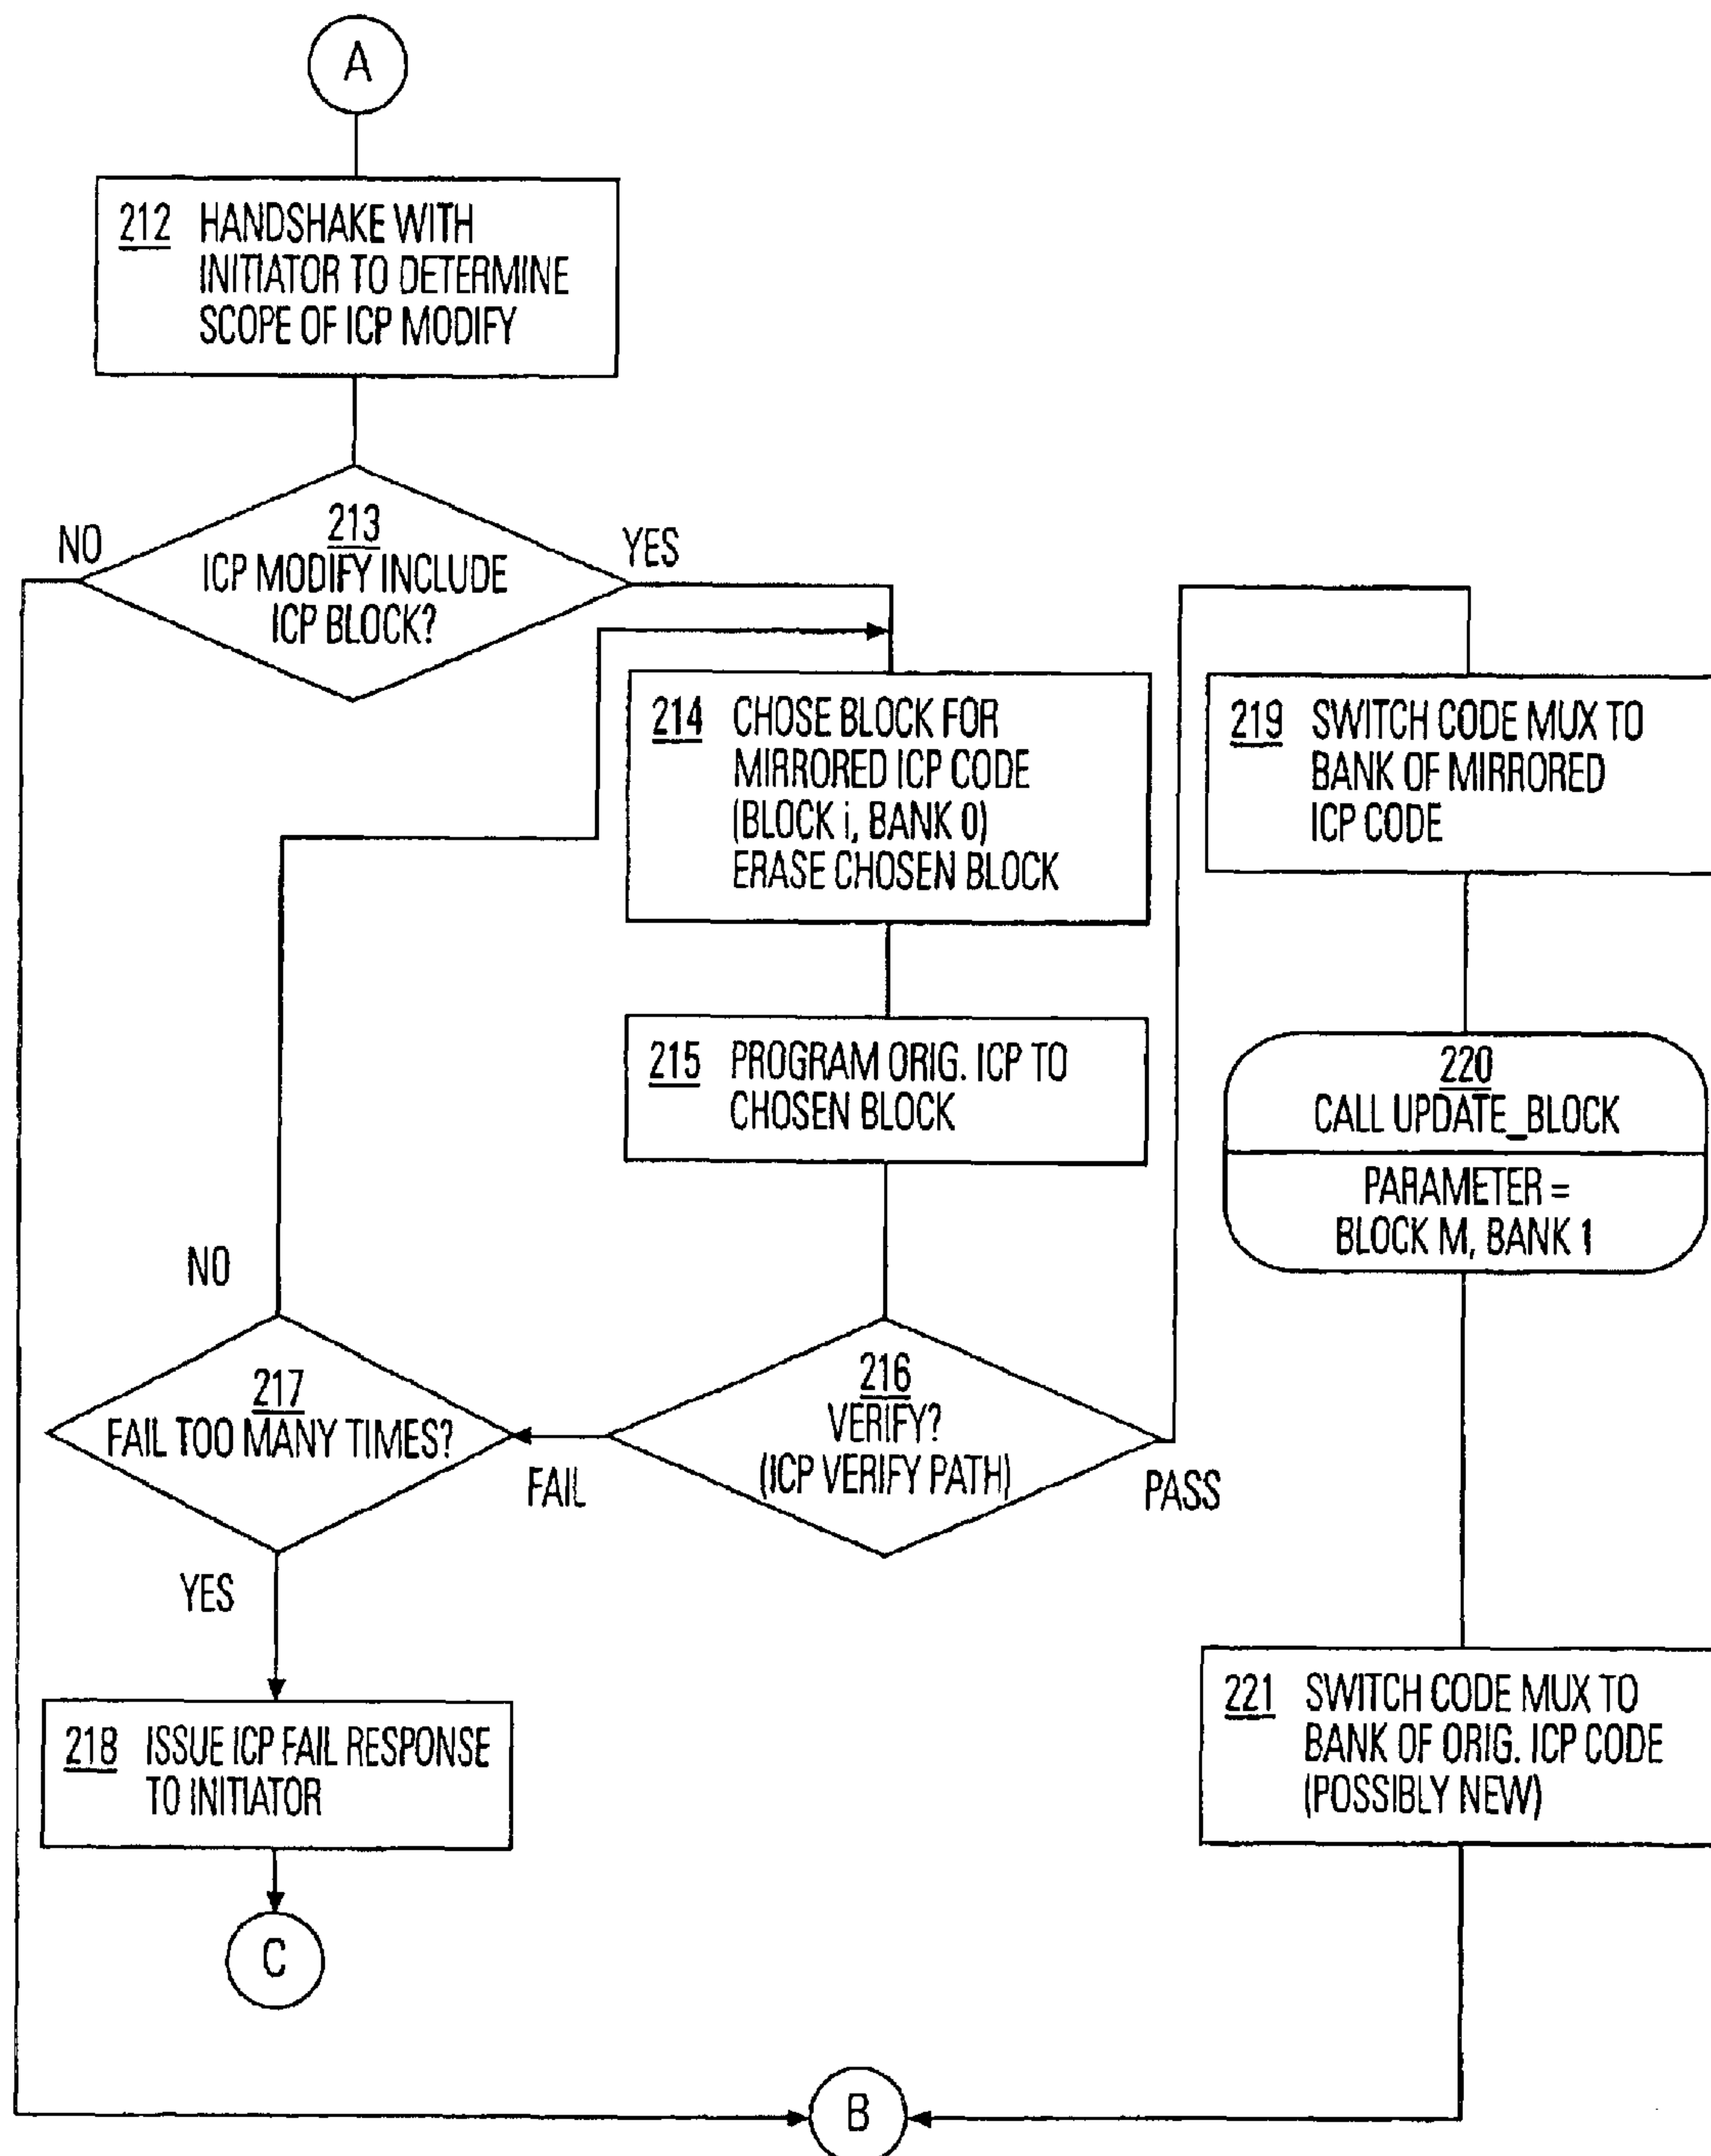 A
212 HANDSHAKE WITH
INITIATOR TO DETERMINE
SCOPE OF ICP MODIFY
NO
213
ICP MODIFY INCLUDE
ICP BLOCK?
YES
214 CHOSE BLOCK FOR
MIRRORED ICP CODE
(BLOCK i, BANK 0)
ERASE CHOSEN BLOCK
215 PROGRAM ORIG. ICP TO
CHOSEN BLOCK
216
VERIFY?
(ICP VERIFY PATH)
FAIL
PASS
NO
217
FAIL TOO MANY TIMES?
YES
218 ISSUE ICP FAIL RESPONSE
TO INITIATOR
C
219 SWITCH CODE MUX TO
BANK OF MIRRORED
ICP CODE
220
CALL UPDATE_BLOCK
PARAMETER =
BLOCK M, BANK 1
221 SWITCH CODE MUX TO
BANK OF ORIG. ICP CODE
(POSSIBLY NEW)
B